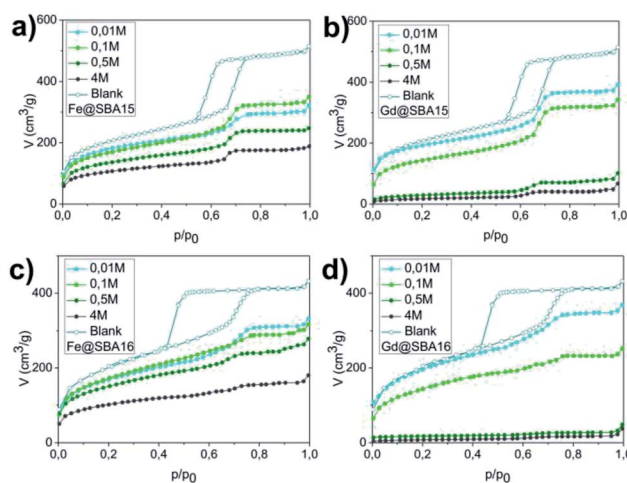 a)
600
400
200
0
V (cm³/g)
0,01M
0,1M
0,5M
4M
Blank
Fe@SBA15
0,0 0,2 0,4 0,6 0,8 1,0
p/p₀
b)
600
400
200
0
V (cm³/g)
0,01M
0,1M
0,5M
4M
Blank
Gd@SBA15
0,0 0,2 0,4 0,6 0,8 1,0
p/p₀
c)
400
200
0
V (cm³/g)
0,01M
0,1M
0,5M
4M
Blank
Fe@SBA16
0,0 0,2 0,4 0,6 0,8 1,0
p/p₀
d)
400
200
0
V (cm³/g)
0,01M
0,1M
0,5M
4M
Blank
Gd@SBA16
0,0 0,2 0,4 0,6 0,8 1,0
p/p₀